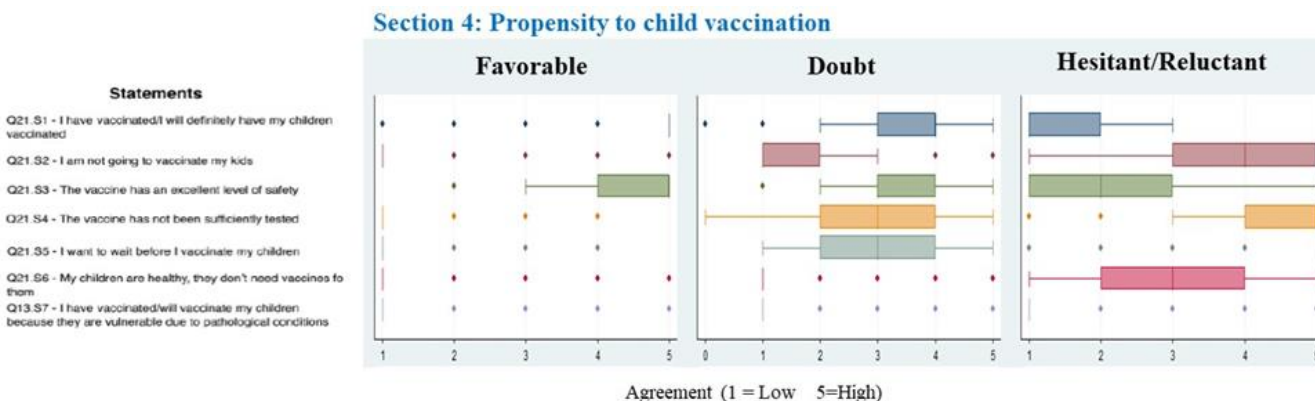 Section 4: Propensity to child vaccination
Favorable
Doubt
Hesitant/Reluctant
Statements
Q21.S1 - I have vaccinated/I will definitely have my children
vaccinated
Q21.S2 - I am not going to vaccinate my kids
Q21.S3 - The vaccine has an excellent level of safety
Q21.S4 - The vaccine has not been sufficiently tested
Q21.S5 - I want to wait before I vaccinate my children
Q21.S6 - My children are healthy, they don't need vaccines fo
them
Q13.S7 - I have vaccinated/will vaccinate my children
because they are vulnerable due to pathological conditions
1 2 3 4 5
0 1 2 3 4 5
1 2 3 4
Agreement (1 = Low 5=High)